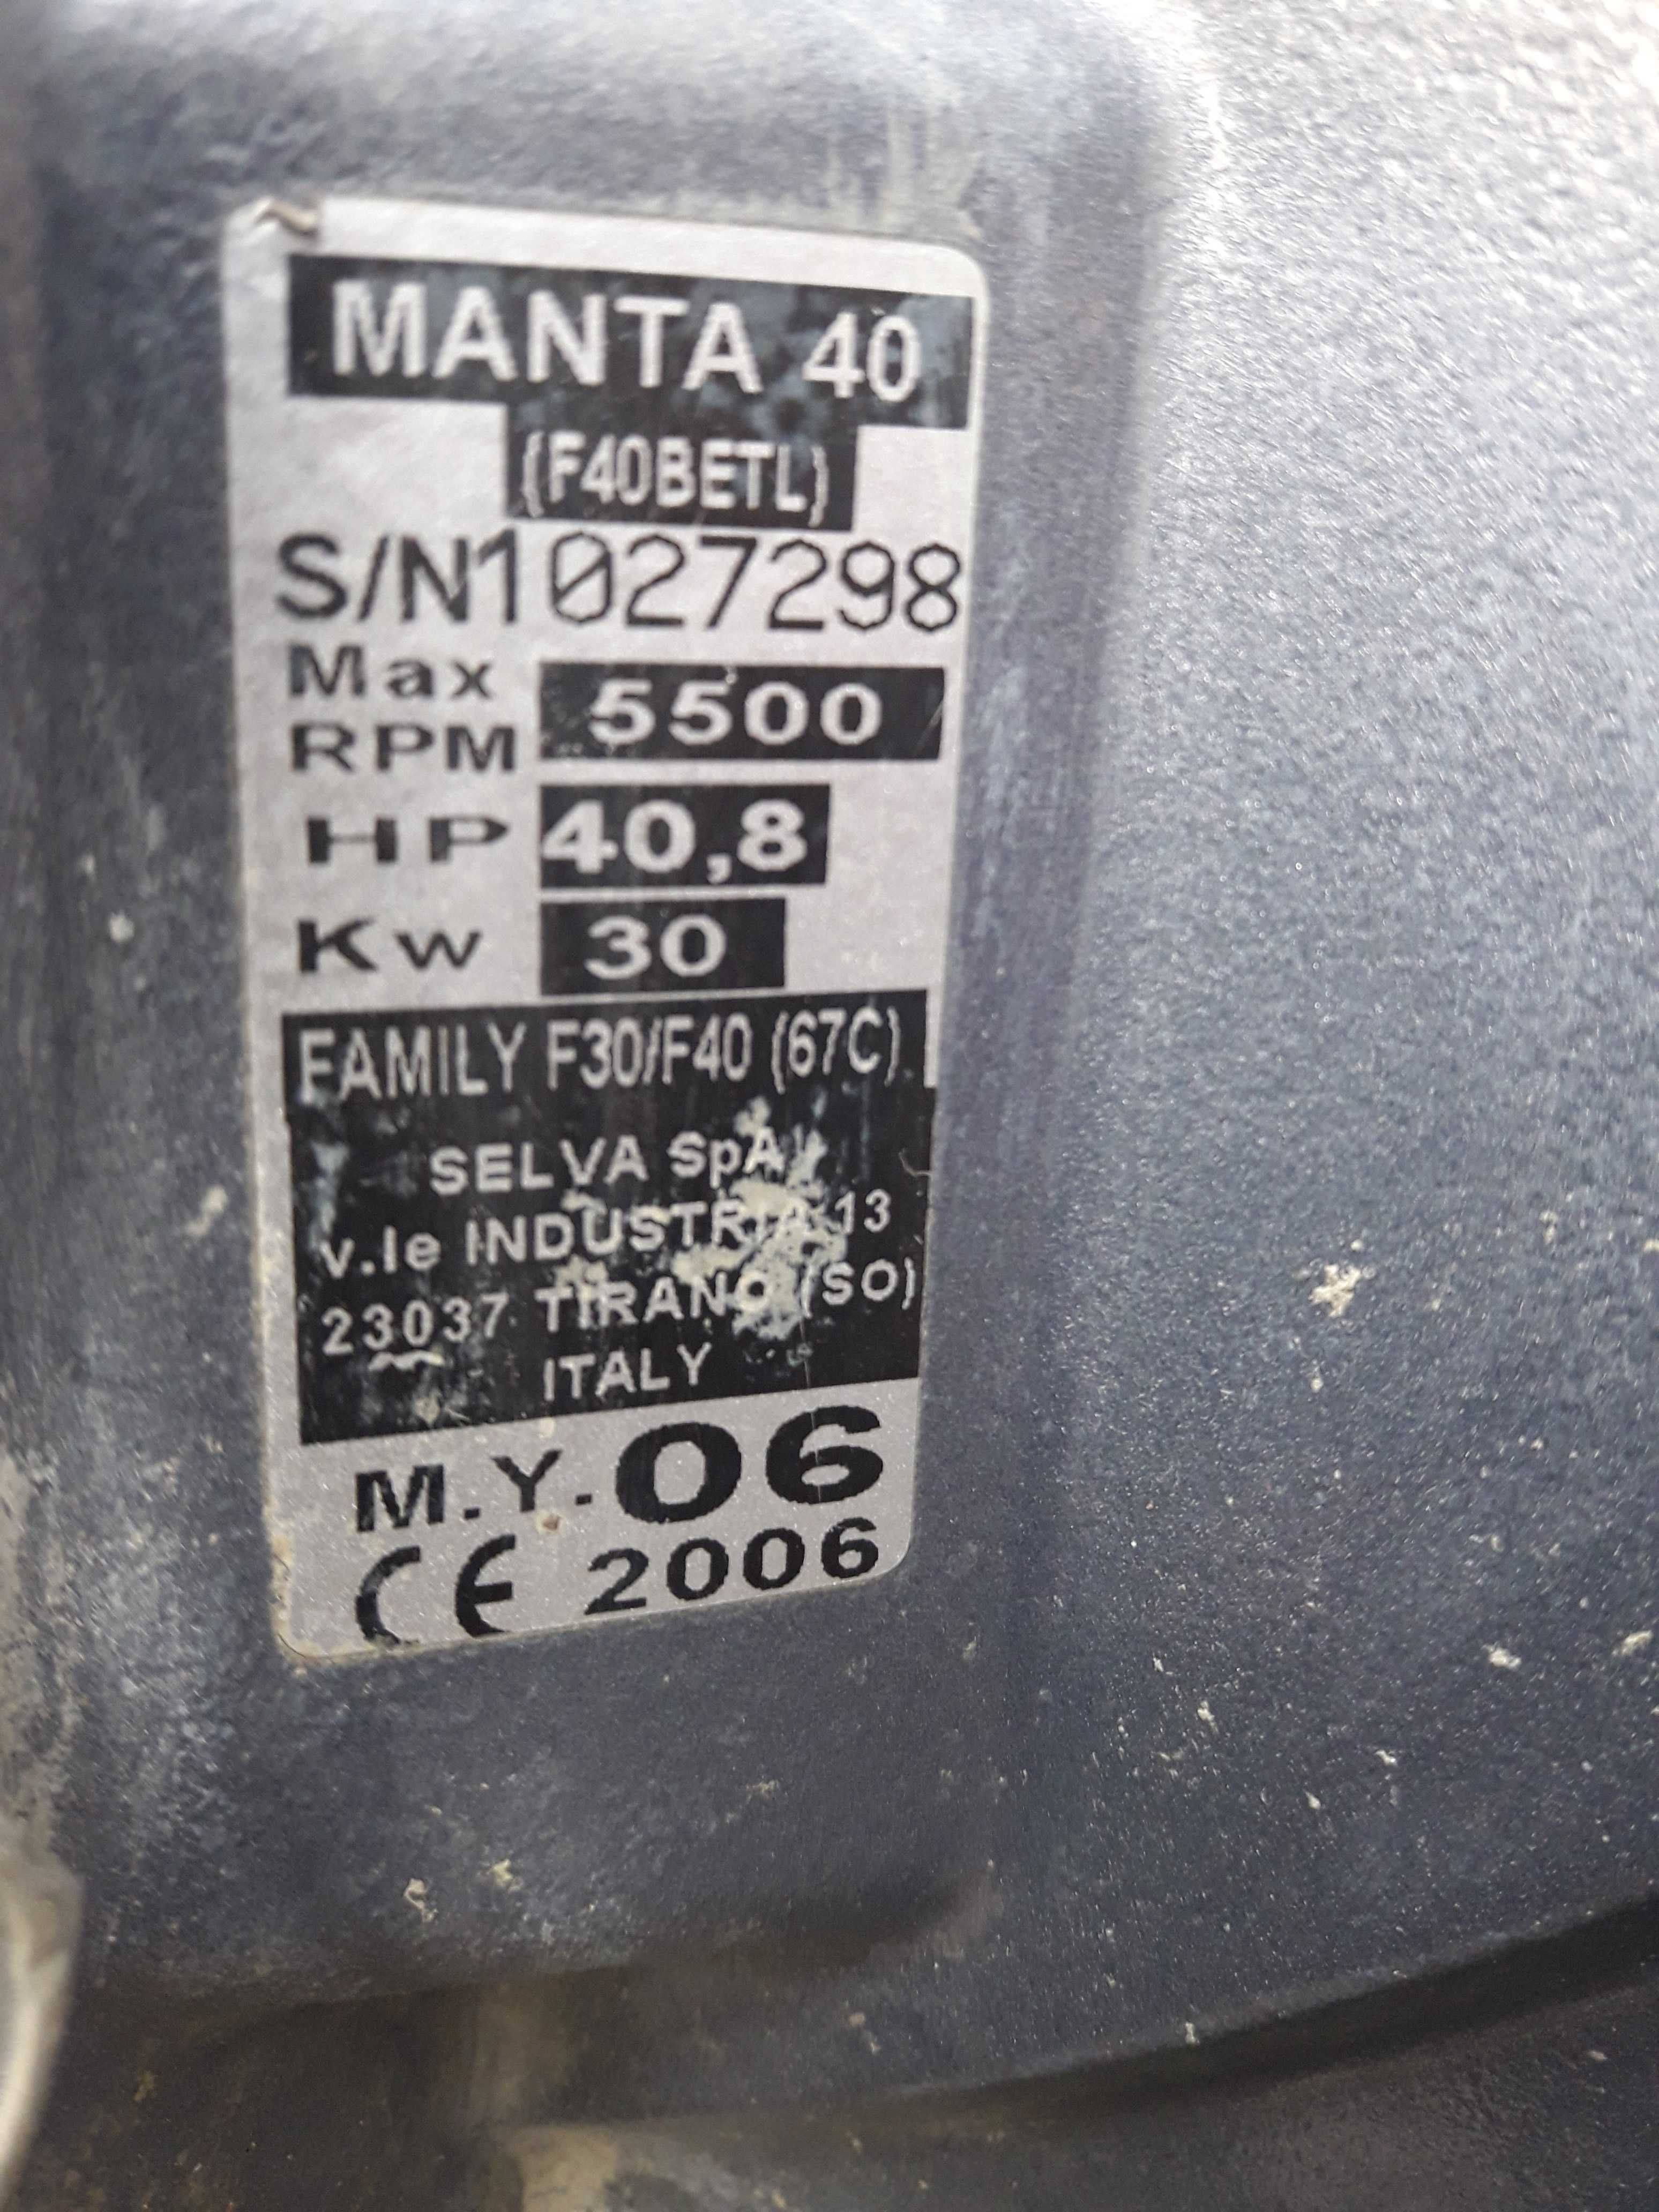 MANTA 40
(F40BETL)
S/N1027298
Max RPM 5500
HP 40,8
Kw 30
FAMILY F30/F40 (67C)
SELVA SpA
v.le INDUSTRIA 13
23037 TIRANO (SO)
ITALY
M.Y.06
CE 2006